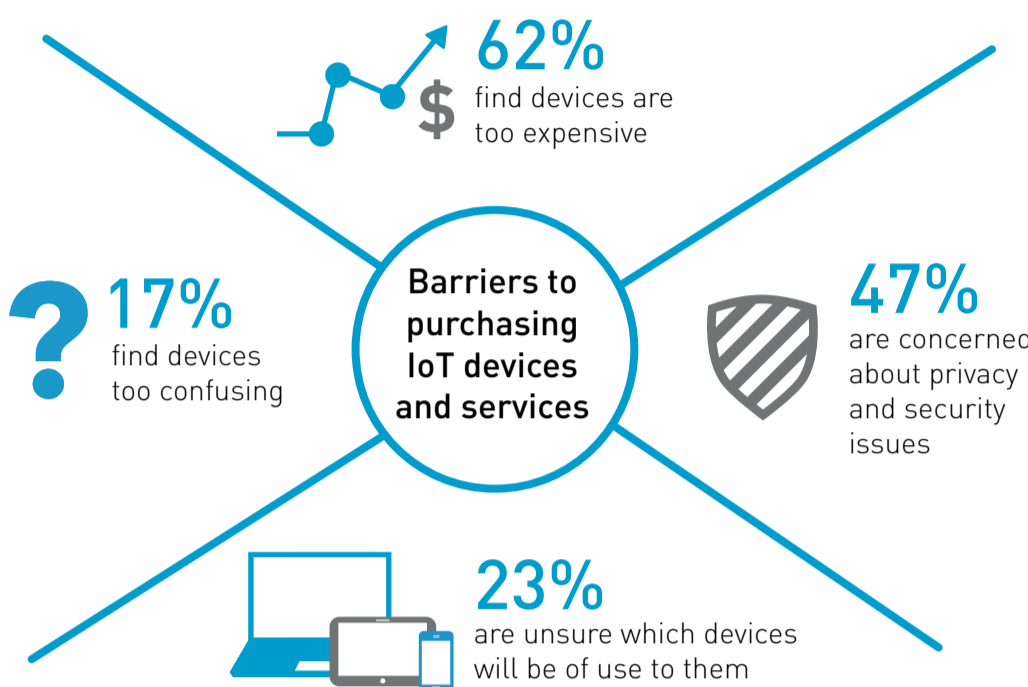 62%
find devices are
too expensive
$
Barriers to
purchasing
IoT devices
and services
47%
are concerned
about privacy
and security
issues
?
17%
find devices
too confusing
23%
are unsure which devices
will be of use to them